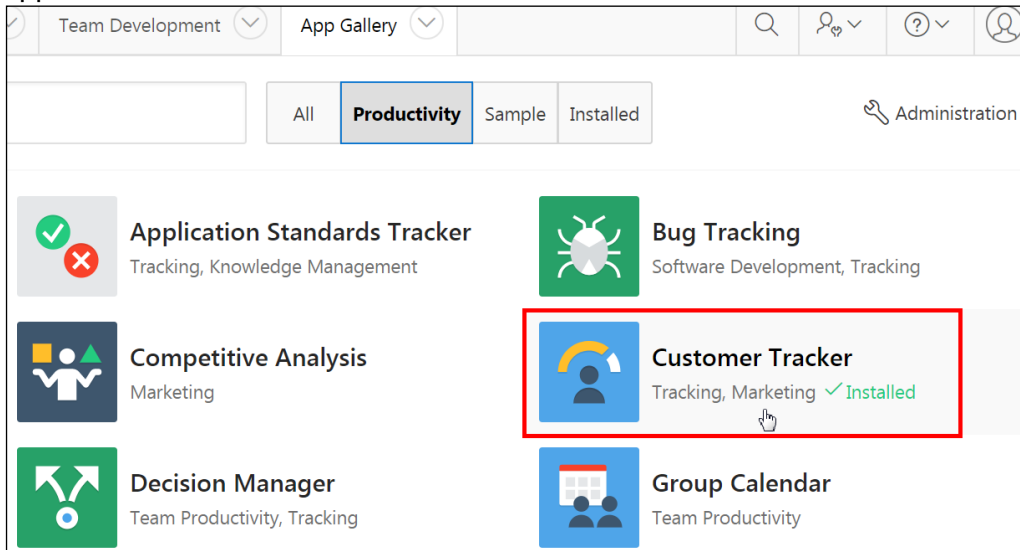 Team Development
App Gallery
All
Productivity
Sample
Installed
Administration
Application Standards Tracker
Tracking, Knowledge Management
Bug Tracking
Software Development, Tracking
Competitive Analysis
Marketing
Customer Tracker
Tracking, Marketing ✓ Installed
Decision Manager
Team Productivity, Tracking
Group Calendar
Team Productivity